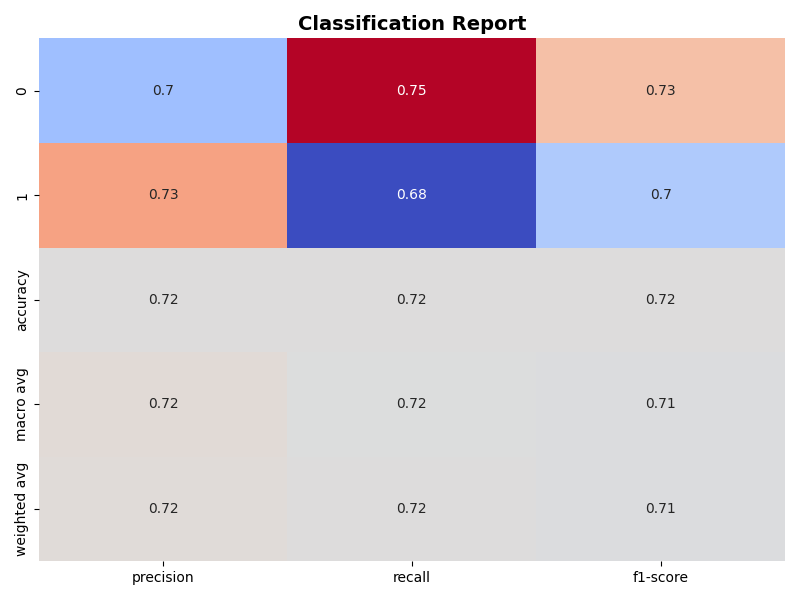 Classification Report
0 0.7 0.75 0.73
1 0.73 0.68 0.7
accuracy 0.72 0.72 0.72
macro avg 0.72 0.72 0.71
weighted avg 0.72 0.72 0.71
precision recall f1-score